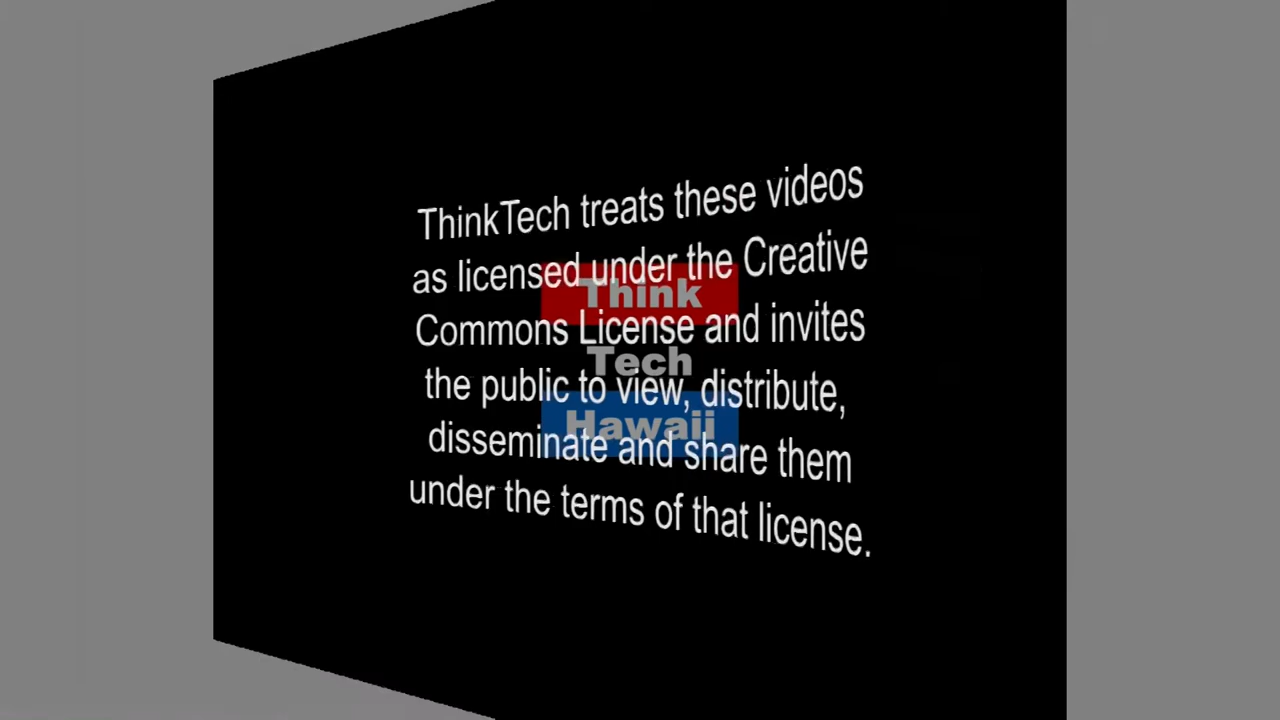 ThinkTech treats these videos
as licensed under the Creative
Commons License and invites
the public to view, distribute,
disseminate and share them
under the terms of that license.
Think
Tech
Hawaii